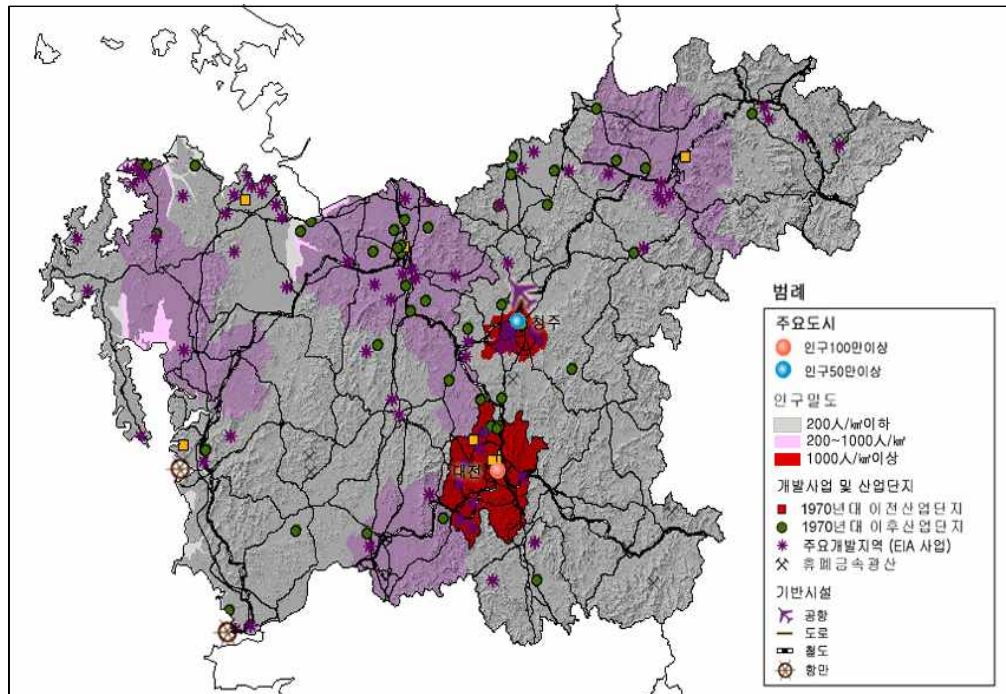 청주
대전
범례
주요도시
인구100만이상
인구50만이상
인구밀도
200人/㎢이하
200~1000人/㎢
1000人/㎢이상
개발사업 및 산업단지
1970년대 이전산업단지
1970년대 이후산업단지
주요개발지역 (EIA 사업)
휴폐금속광산
기반시설
공항
도로
철도
항만